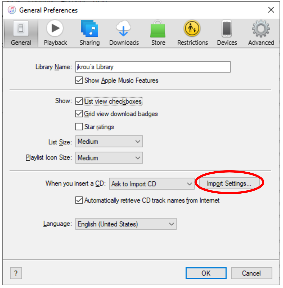 General Preferences
General Playback Sharing Downloads Store Restrictions Devices Advanced
Library Name: jkrou's Library
Show Apple Music Features
Show: List view checkboxes
Grid view download badges
Star ratings
List Size: Medium
Playlist Icon Size: Medium
When you insert a CD: Ask to Import CD Import Settings...
Automatically retrieve CD track names from Internet
Language: English (United States)
? OK Cancel